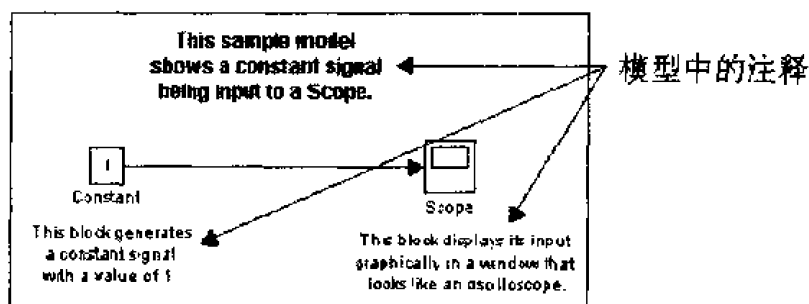 This sample model
shows a constant signal
being input to a Scope.
模型中的注释
1
Constant
Scope
This block generates
a constant signal
with a value of 1
This block displays its input
graphically in a window that
looks like an oscilloscope.